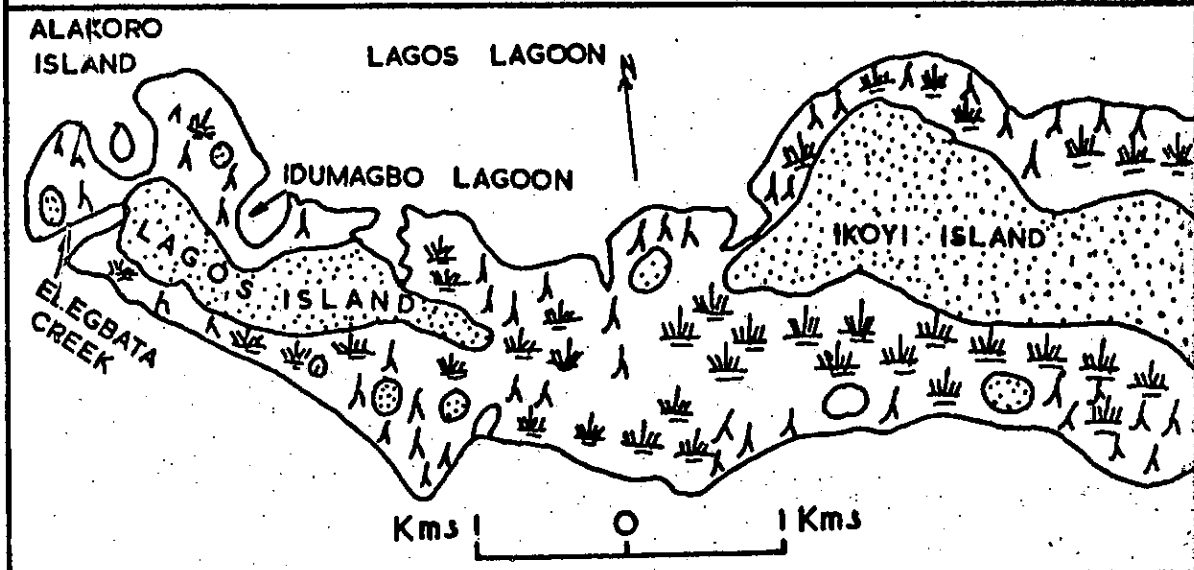 ALAKORO
ISLAND
LAGOS LAGOON
N
IDUMAGBO LAGOON
LAGOS ISLAND
IKOYI ISLAND
ELEGBATA
CREEK
Kms 1 0 1 Kms